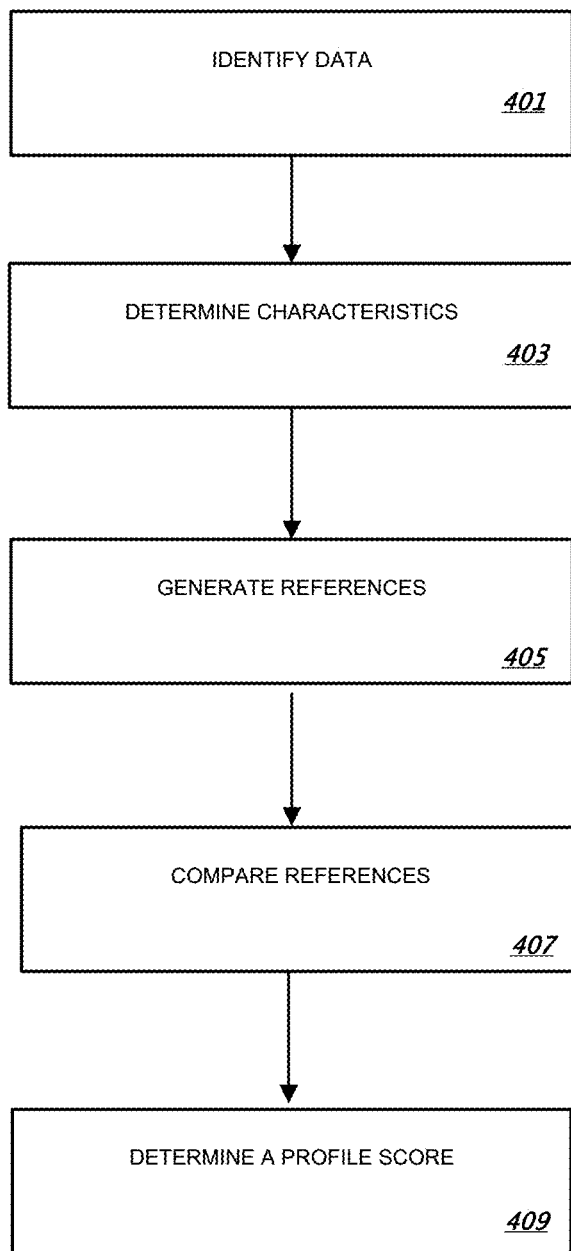 IDENTIFY DATA
401
DETERMINE CHARACTERISTICS
403
GENERATE REFERENCES
405
COMPARE REFERENCES
407
DETERMINE A PROFILE SCORE
409